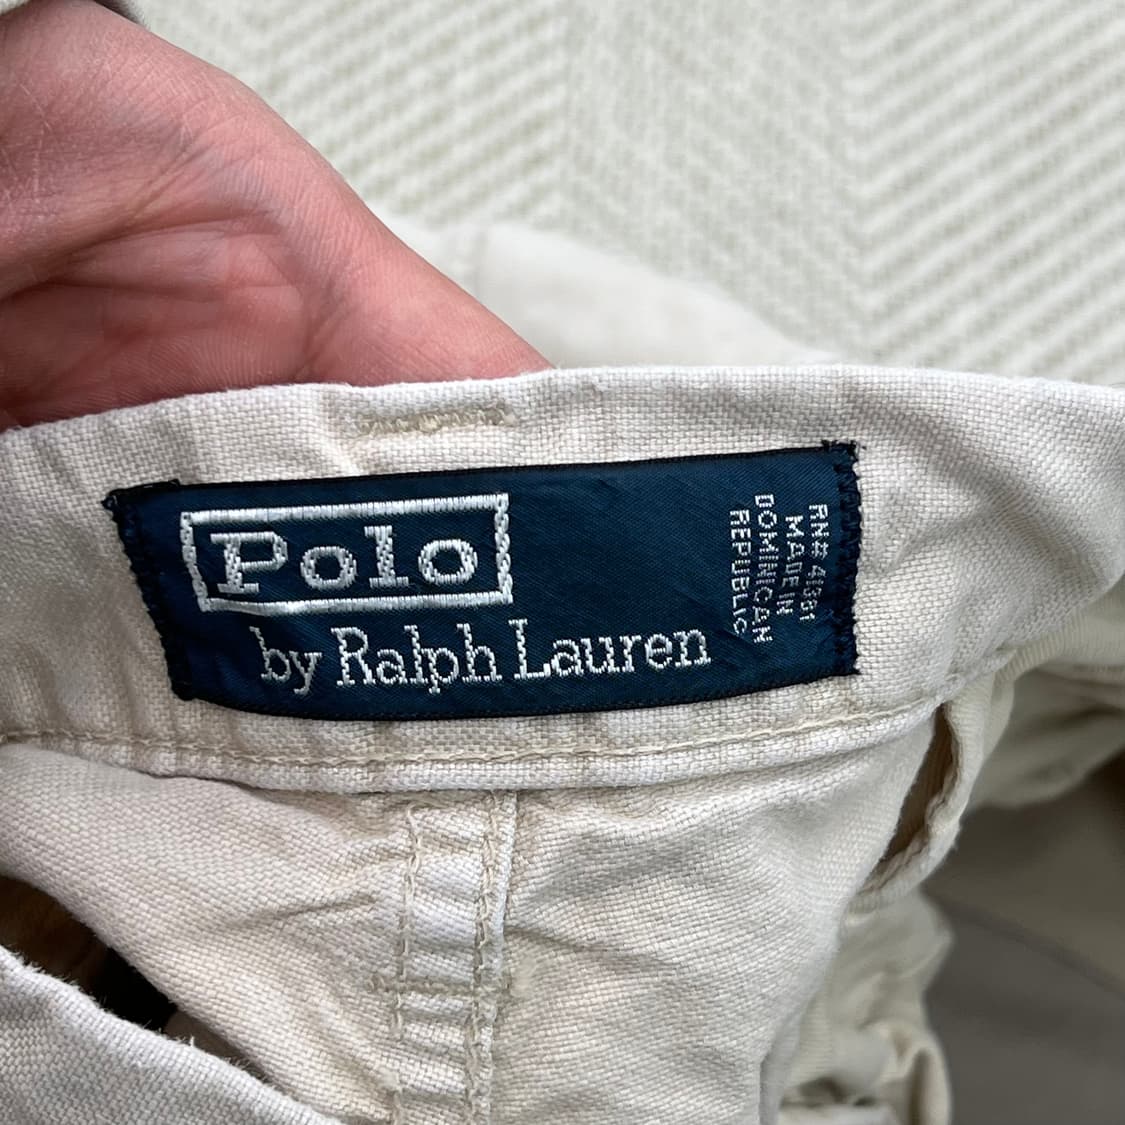 Polo
by Ralph Lauren
RN# 41381
MADE IN
DOMINICAN
REPUBLIC